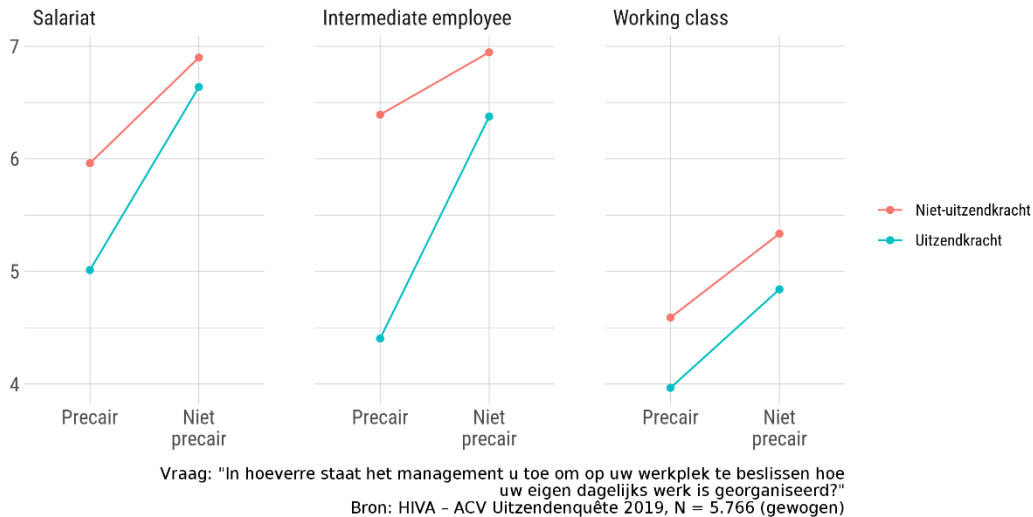 Salariat
Intermediate employee
Working class
7
6
5
4
Precair
Niet
precair
Precair
Niet
precair
Precair
Niet
precair
Niet-uitzendkracht
Uitzendkracht
Vraag: "In hoeverre staat het management u toe om op uw werkplek te beslissen hoe
uw eigen dagelijks werk is georganiseerd?"
Bron: HIVA – ACV Uitzendenquête 2019, N = 5.766 (gewogen)